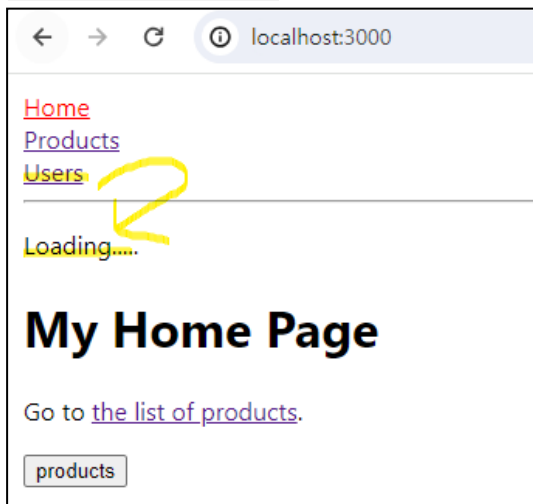 localhost:3000
Home
Products
Users
Loading.....
My Home Page
Go to the list of products.
products